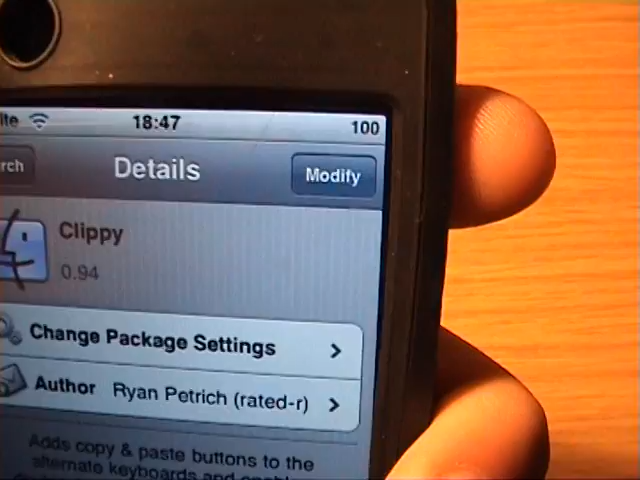 lite 18:47 100
rch Details Modify
Clippy
0.94
Change Package Settings
Author Ryan Petrich (rated-r)
Adds copy & paste buttons to the
alternate keyboards and